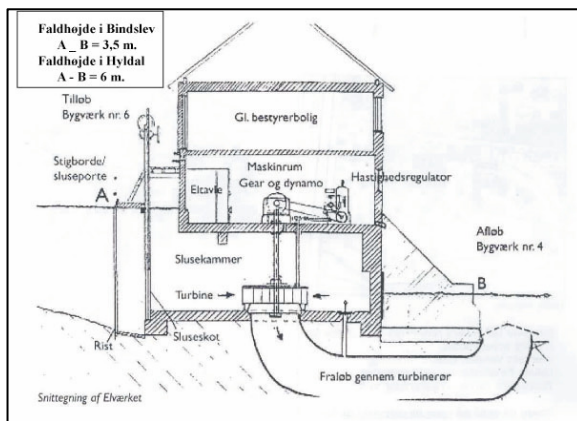 Faldhøjde i Bindslev
A _ B = 3,5 m.
Faldhøjde i Hyldal
A - B = 6 m.
Tilløb
Bygværk nr. 6
Stigborde/
sluseporte
A
Gl. bestyrerbolig
Maskinrum
Gear og dynamo
Hastighedsregulator
Eltavle
Slusekammer
Turbine
Afløb
Bygværk nr. 4
B
Rist
Sluseskot
Fraløb gennem turbinerør
Snittegning af Elværket